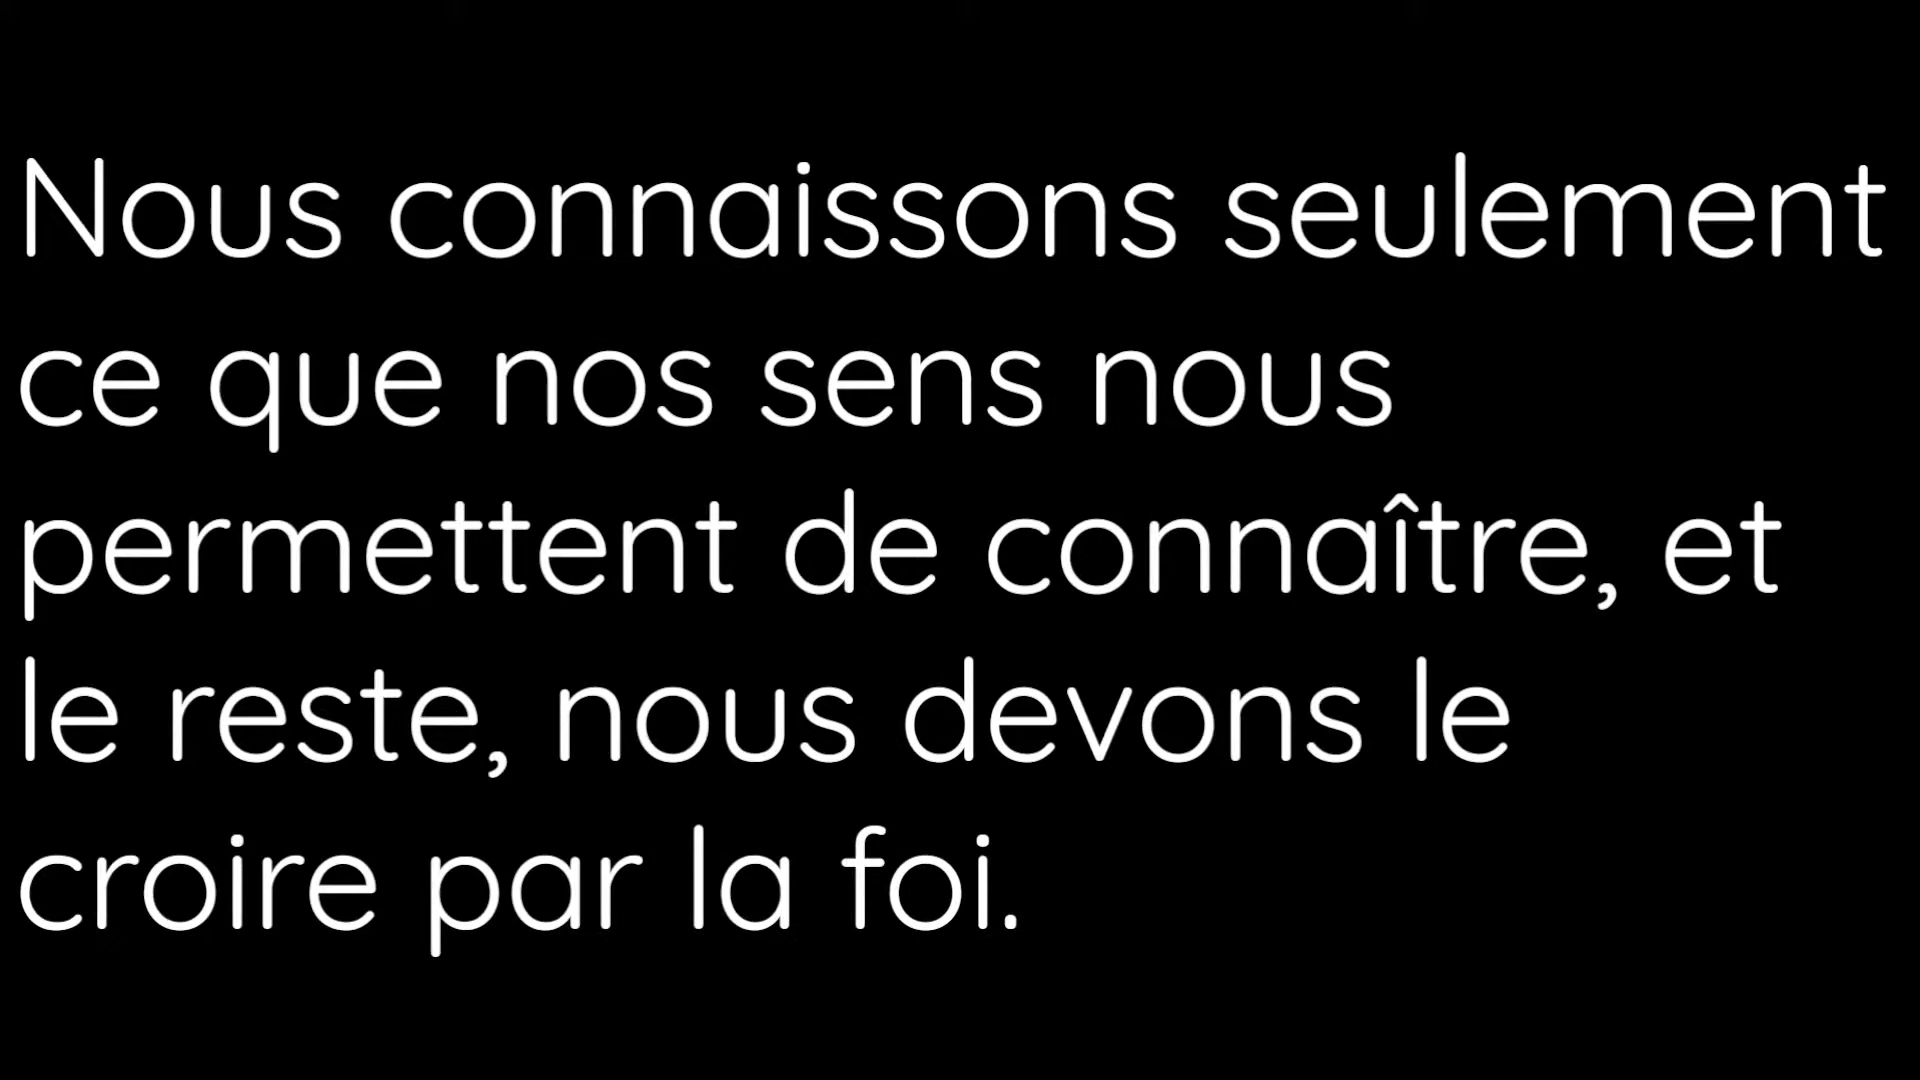 Nous connaissons seulement
ce que nos sens nous
permettent de connaître, et
le reste, nous devons le
croire par la foi.